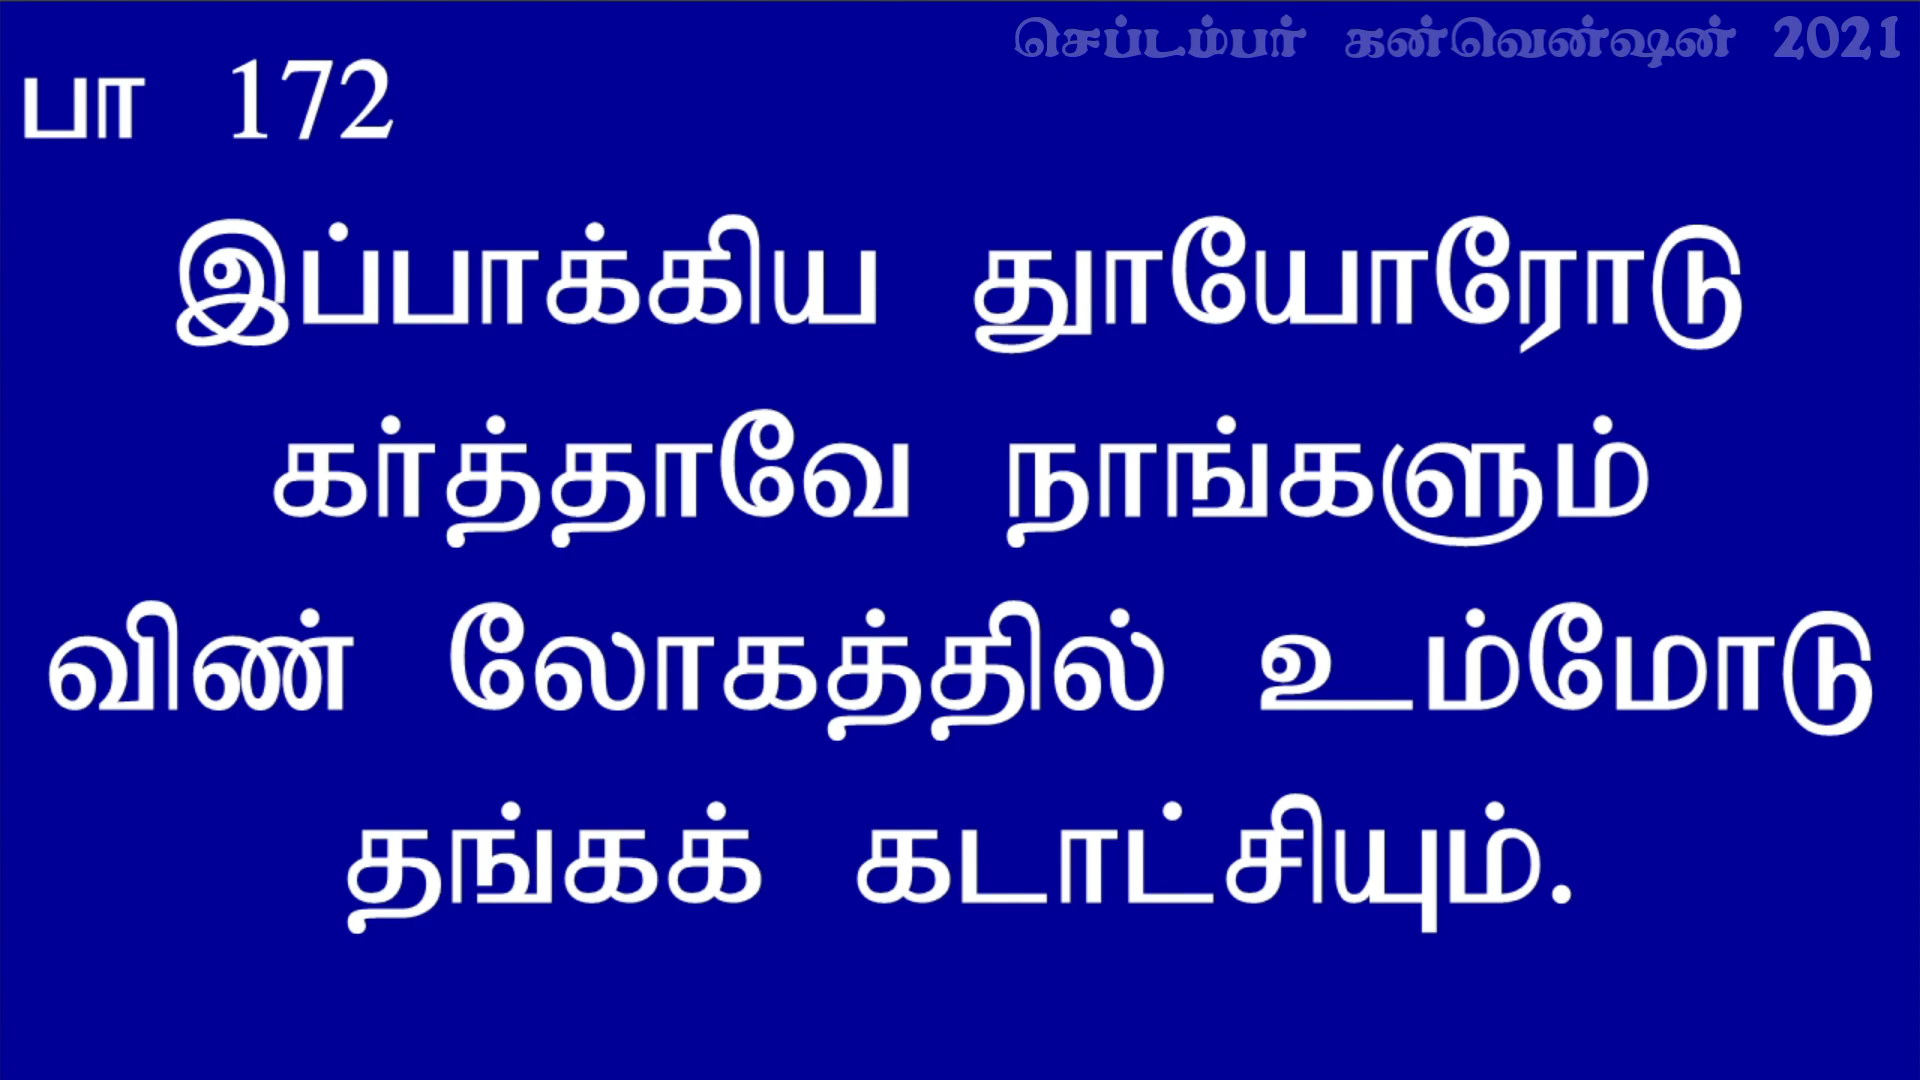 செப்டம்பர் கன்வென்ஷன் 2021
பா 172
இப்பாக்கிய தூயோரோடு
கர்த்தாவே நாங்களும்
விண் லோகத்தில் உம்மோடு
தங்கக் கடாட்சியும்.